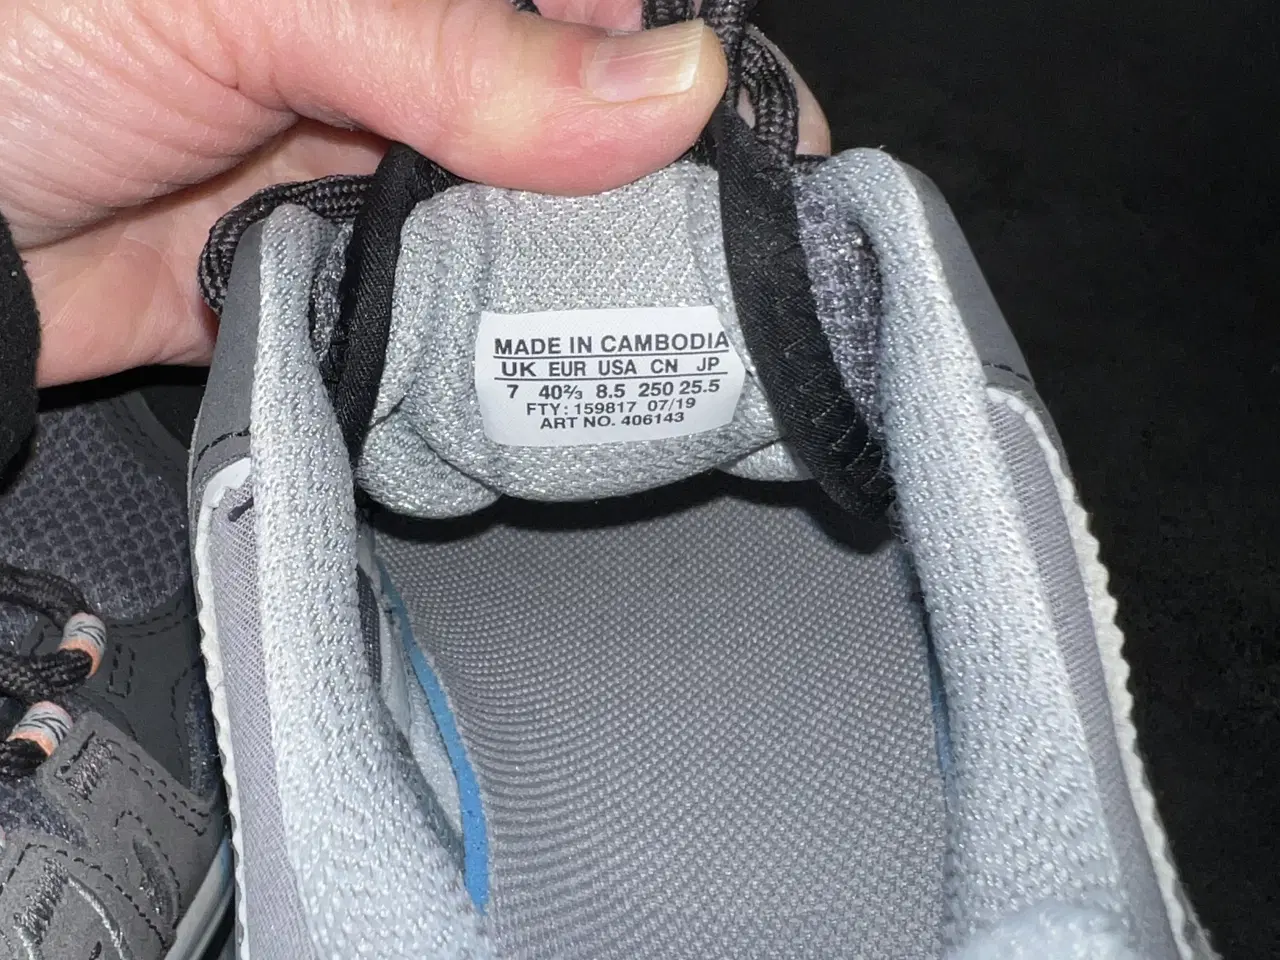 MADE IN CAMBODIA
UK EUR USA CN JP
7 40⅔ 8.5 250 25.5
FTY: 159817 07/19
ART NO. 406143